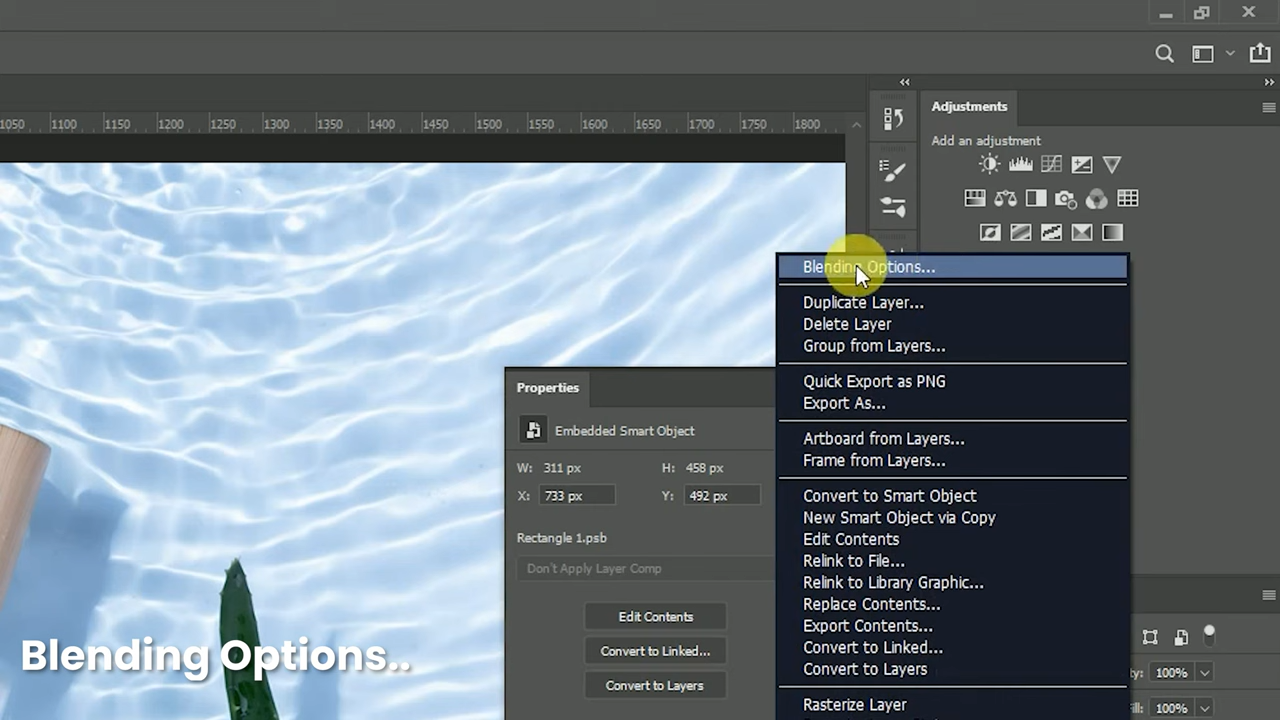 1050 1100 1150 1200 1250 1300 1350 1400 1450 1500 1550 1600 1650 1700 1750 1800
Adjustments
Add an adjustment
Blending Options...
Duplicate Layer...
Delete Layer
Group from Layers...
Quick Export as PNG
Export As...
Artboard from Layers...
Frame from Layers...
Convert to Smart Object
New Smart Object via Copy
Edit Contents
Relink to File...
Relink to Library Graphic...
Replace Contents...
Export Contents...
Convert to Linked...
Convert to Layers
Rasterize Layer
Properties
Embedded Smart Object
W: 311 px H: 458 px
X: 733 px Y: 492 px
Rectangle 1.psb
Don't Apply Layer Comp
Edit Contents
Convert to Linked...
Convert to Layers
ty: 100%
ill: 100%
Blending Options..